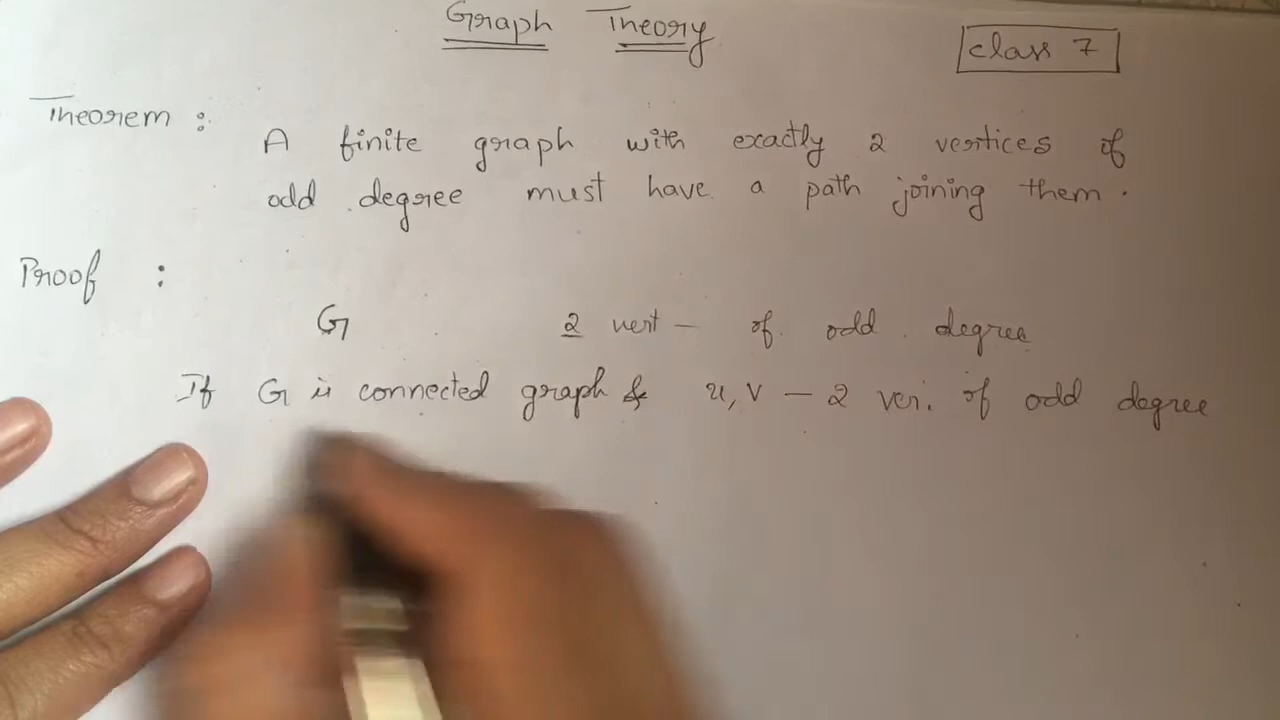 Graph Theory
class 7
Theorem :
A finite graph with exactly 2 vertices of
odd degree must have a path joining them.
Proof :
G 2 vert — of odd degree
If G is connected graph & u, v — 2 ver. of odd degree